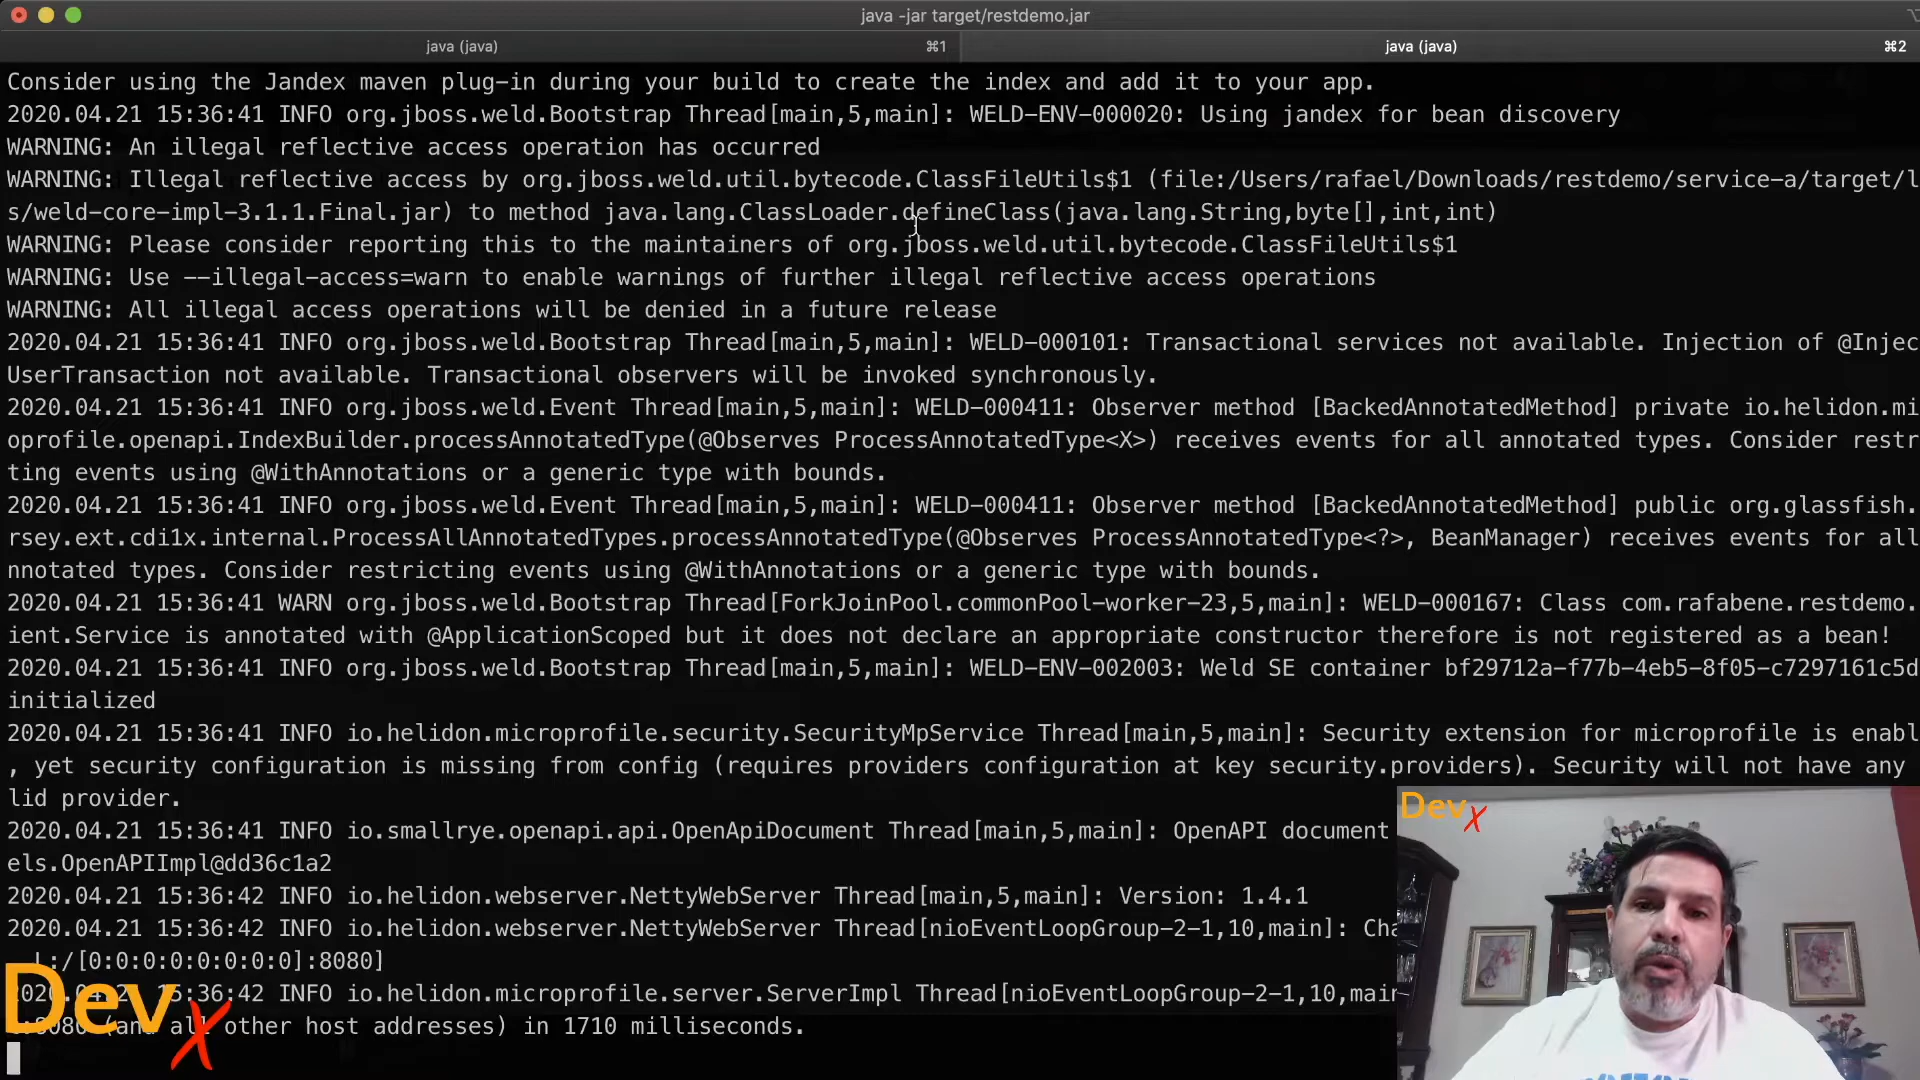 java -jar target/restdemo.jar
java (java) ⌘1 java (java) ⌘2
Consider using the Jandex maven plug-in during your build to create the index and add it to your app.
2020.04.21 15:36:41 INFO org.jboss.weld.Bootstrap Thread[main,5,main]: WELD-ENV-000020: Using jandex for bean discovery
WARNING: An illegal reflective access operation has occurred
WARNING: Illegal reflective access by org.jboss.weld.util.bytecode.ClassFileUtils$1 (file:/Users/rafael/Downloads/restdemo/service-a/target/l
s/weld-core-impl-3.1.1.Final.jar) to method java.lang.ClassLoader.defineClass(java.lang.String,byte[],int,int)
WARNING: Please consider reporting this to the maintainers of org.jboss.weld.util.bytecode.ClassFileUtils$1
WARNING: Use --illegal-access=warn to enable warnings of further illegal reflective access operations
WARNING: All illegal access operations will be denied in a future release
2020.04.21 15:36:41 INFO org.jboss.weld.Bootstrap Thread[main,5,main]: WELD-000101: Transactional services not available. Injection of @Injec
UserTransaction not available. Transactional observers will be invoked synchronously.
2020.04.21 15:36:41 INFO org.jboss.weld.Event Thread[main,5,main]: WELD-000411: Observer method [BackedAnnotatedMethod] private io.helidon.mi
oprofile.openapi.IndexBuilder.processAnnotatedType(@Observes ProcessAnnotatedType<X>) receives events for all annotated types. Consider restr
ting events using @WithAnnotations or a generic type with bounds.
2020.04.21 15:36:41 INFO org.jboss.weld.Event Thread[main,5,main]: WELD-000411: Observer method [BackedAnnotatedMethod] public org.glassfish.
rsey.ext.cdi1x.internal.ProcessAllAnnotatedTypes.processAnnotatedType(@Observes ProcessAnnotatedType<?>, BeanManager) receives events for all
nnotated types. Consider restricting events using @WithAnnotations or a generic type with bounds.
2020.04.21 15:36:41 WARN org.jboss.weld.Bootstrap Thread[ForkJoinPool.commonPool-worker-23,5,main]: WELD-000167: Class com.rafabene.restdemo.
ient.Service is annotated with @ApplicationScoped but it does not declare an appropriate constructor therefore is not registered as a bean!
2020.04.21 15:36:41 INFO org.jboss.weld.Bootstrap Thread[main,5,main]: WELD-ENV-002003: Weld SE container bf29712a-f77b-4eb5-8f05-c7297161c5d
initialized
2020.04.21 15:36:41 INFO io.helidon.microprofile.security.SecurityMpService Thread[main,5,main]: Security extension for microprofile is enabl
, yet security configuration is missing from config (requires providers configuration at key security.providers). Security will not have any
lid provider.
2020.04.21 15:36:41 INFO io.smallrye.openapi.api.OpenApiDocument Thread[main,5,main]: OpenAPI document
els.OpenAPIImpl@dd36c1a2
2020.04.21 15:36:42 INFO io.helidon.webserver.NettyWebServer Thread[main,5,main]: Version: 1.4.1
2020.04.21 15:36:42 INFO io.helidon.webserver.NettyWebServer Thread[nioEventLoopGroup-2-1,10,main]: Cha
L:/[0:0:0:0:0:0:0:0]:8080]
15:36:42 INFO io.helidon.microprofile.server.ServerImpl Thread[nioEventLoopGroup-2-1,10,main
(and all other host addresses) in 1710 milliseconds.
DevX
DevX